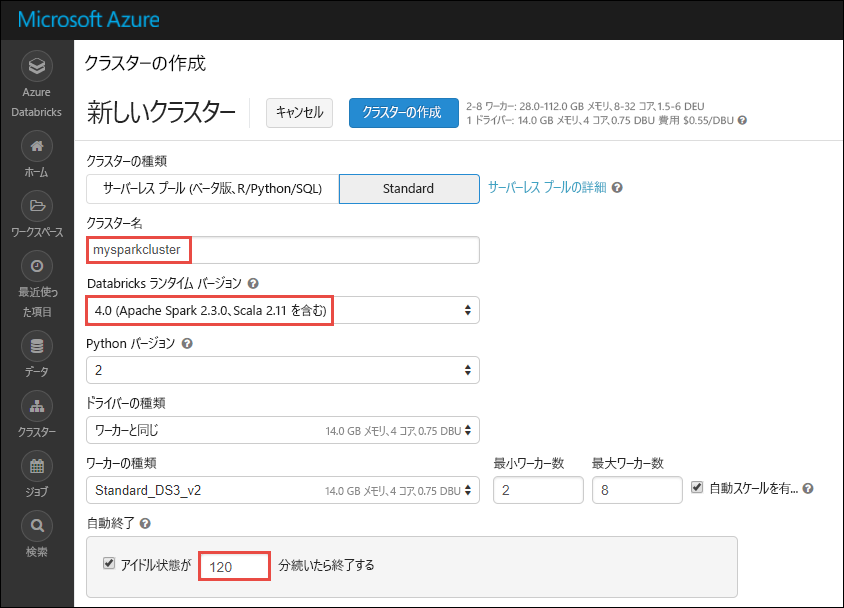 Microsoft Azure
Azure
Databricks
ホーム
ワークスペース
最近使っ
た項目
データ
クラスター
ジョブ
検索
クラスターの作成
新しいクラスター
キャンセル
クラスターの作成
2-8 ワーカー: 28.0-112.0 GB メモリ、8-32 コア、1.5-6 DEU
1 ドライバー: 14.0 GB メモリ、4 コア、0.75 DBU 費用 $0.55/DBU ?
クラスターの種類
サーバーレス プール (ベータ版、R/Python/SQL)
Standard
サーバーレス プールの詳細 ?
クラスター名
mysparkcluster
Databricks ランタイム バージョン ?
4.0 (Apache Spark 2.3.0、Scala 2.11 を含む)
Python バージョン ?
2
ドライバーの種類
ワーカーと同じ 14.0 GB メモリ、4 コア、0.75 DBU
ワーカーの種類
最小ワーカー数
最大ワーカー数
Standard_DS3_v2 14.0 GB メモリ、4 コア、0.75 DBU
2
8
自動スケールを有... ?
自動終了 ?
アイドル状態が 120 分続いたら終了する